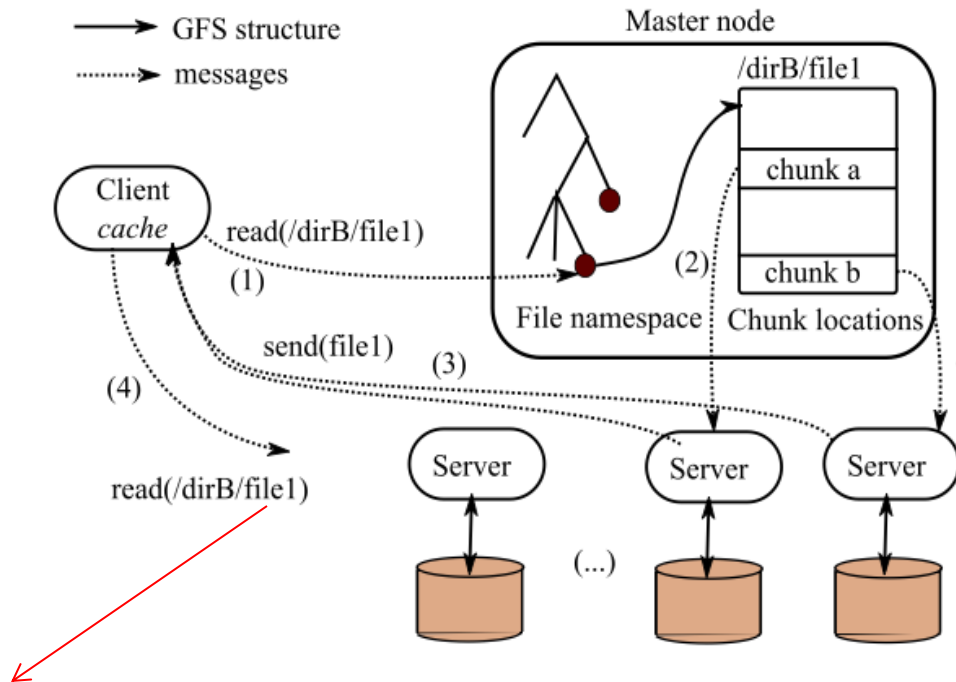 GFS structure
messages
Master node
/dirB/file1
chunk a
chunk b
Client
cache
read(/dirB/file1)
(1)
(2)
File namespace
Chunk locations
send(file1)
(3)
(4)
read(/dirB/file1)
Server
Server
Server
(...)